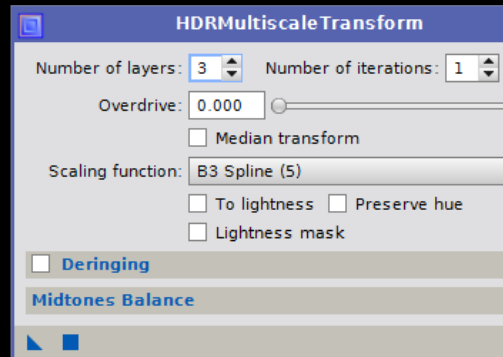 HDRMultiscaleTransform
Number of layers: 3 Number of iterations: 1
Overdrive: 0.000
Median transform
Scaling function: B3 Spline (5)
To lightness Preserve hue
Lightness mask
Deringing
Midtones Balance